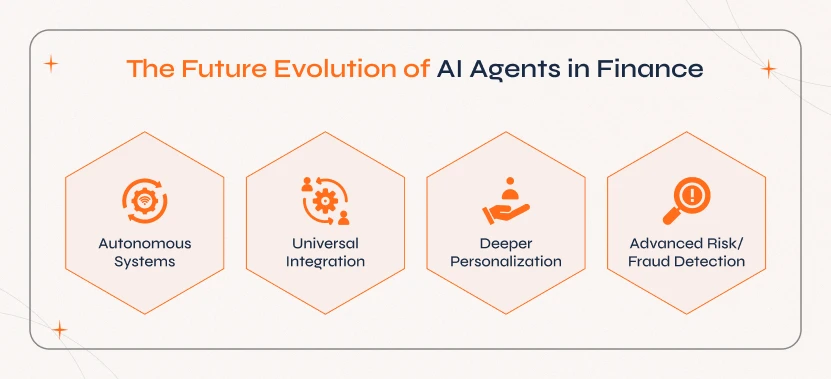 The Future Evolution of AI Agents in Finance
Autonomous
Systems
Universal
Integration
Deeper
Personalization
Advanced Risk/
Fraud Detection